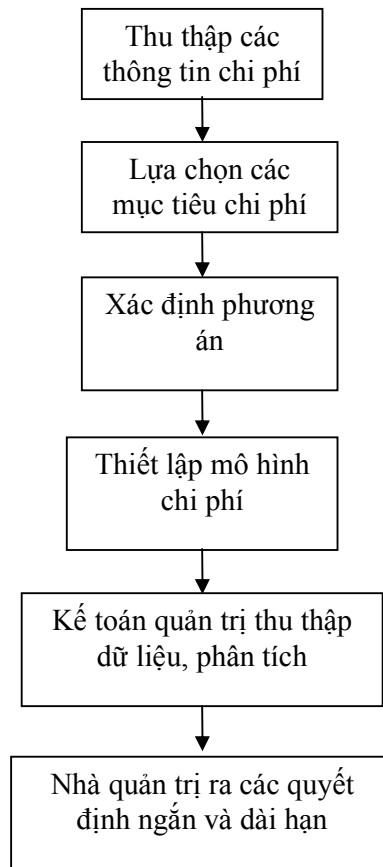 Thu thập các
thông tin chi phí
Lựa chọn các
mục tiêu chi phí
Xác định phương
án
Thiết lập mô hình
chi phí
Kế toán quản trị thu thập
dữ liệu, phân tích
Nhà quản trị ra các quyết
định ngắn và dài hạn